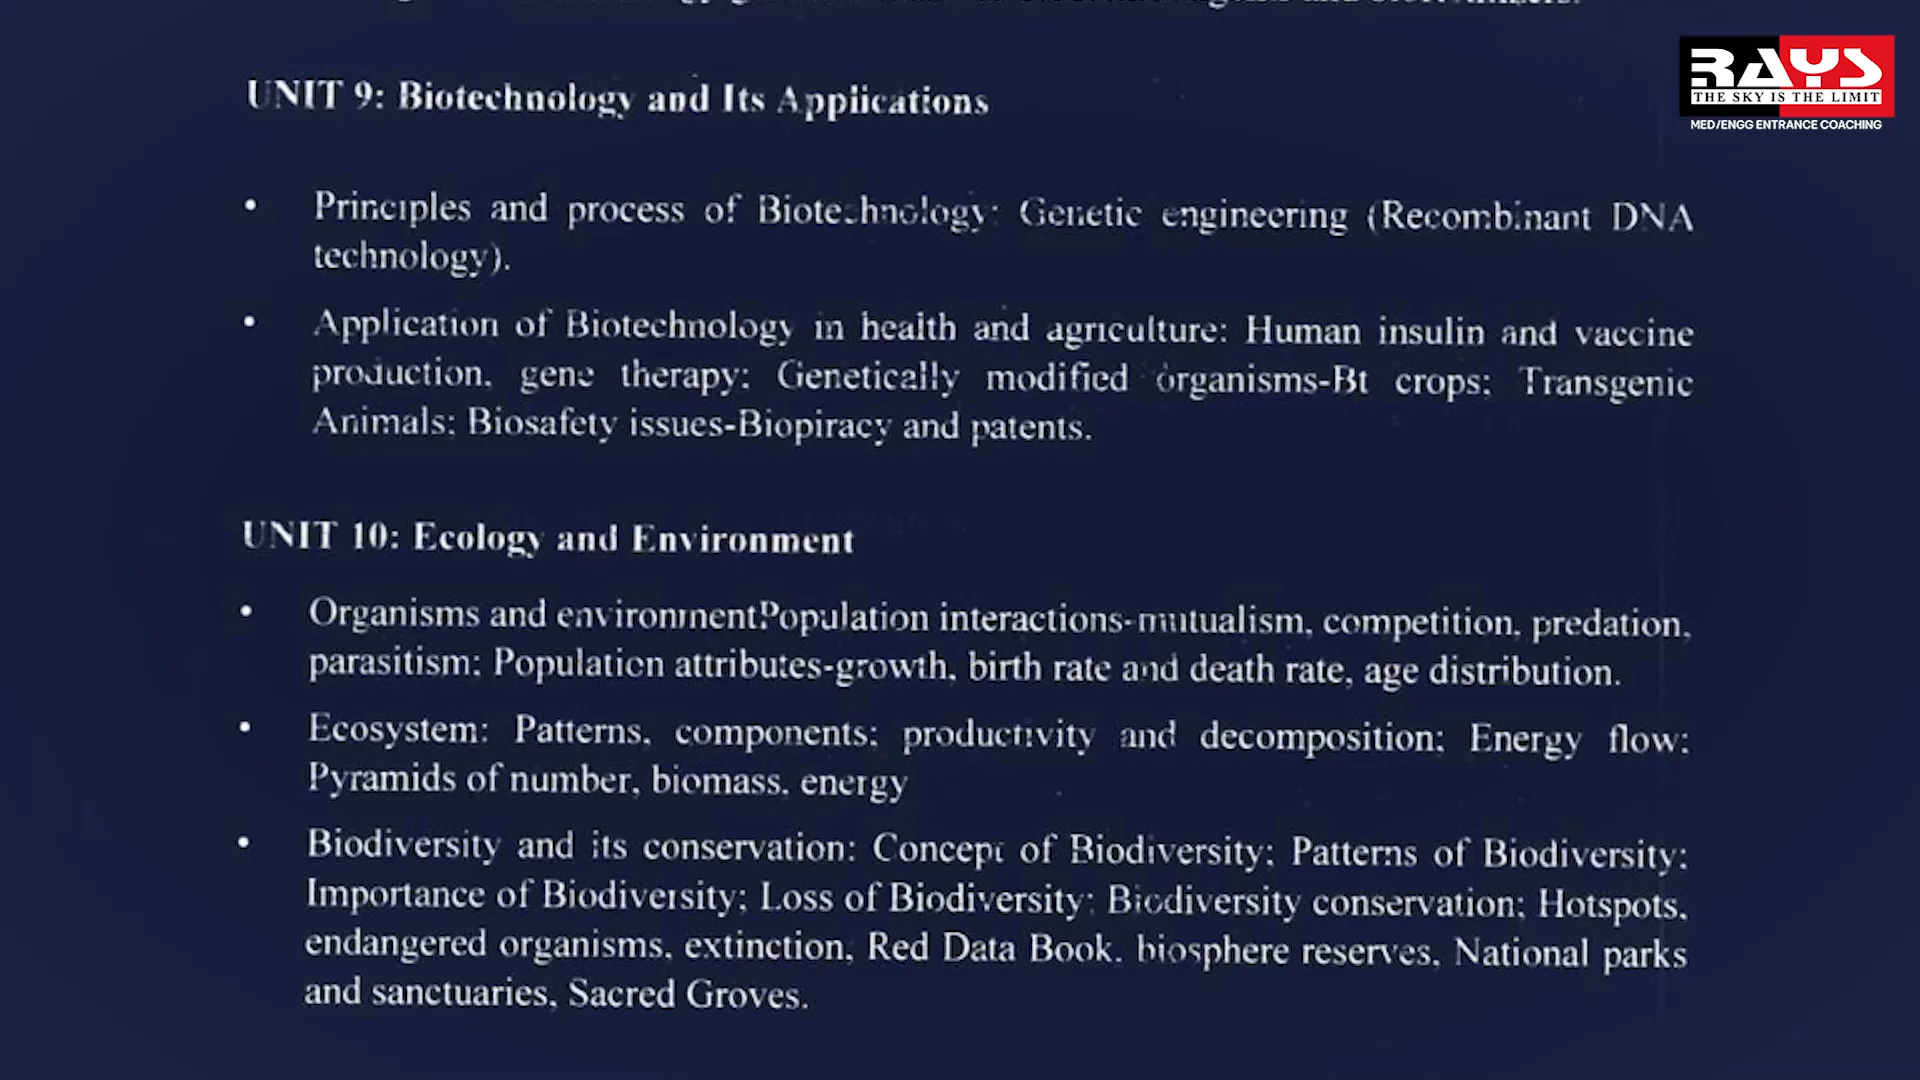 RAYS
THE SKY IS THE LIMIT
MED/ENGG ENTRANCE COACHING
UNIT 9: Biotechnology and Its Applications
• Principles and process of Biotechnology: Genetic engineering (Recombinant DNA
technology).
• Application of Biotechnology in health and agriculture: Human insulin and vaccine
production, gene therapy; Genetically modified organisms-Bt crops; Transgenic
Animals; Biosafety issues-Biopiracy and patents.
UNIT 10: Ecology and Environment
• Organisms and environmentPopulation interactions-mutualism, competition, predation,
parasitism; Population attributes-growth, birth rate and death rate, age distribution.
• Ecosystem: Patterns, components; productivity and decomposition; Energy flow;
Pyramids of number, biomass, energy
• Biodiversity and its conservation: Concept of Biodiversity; Patterns of Biodiversity;
Importance of Biodiversity; Loss of Biodiversity; Biodiversity conservation; Hotspots,
endangered organisms, extinction, Red Data Book, biosphere reserves, National parks
and sanctuaries, Sacred Groves.